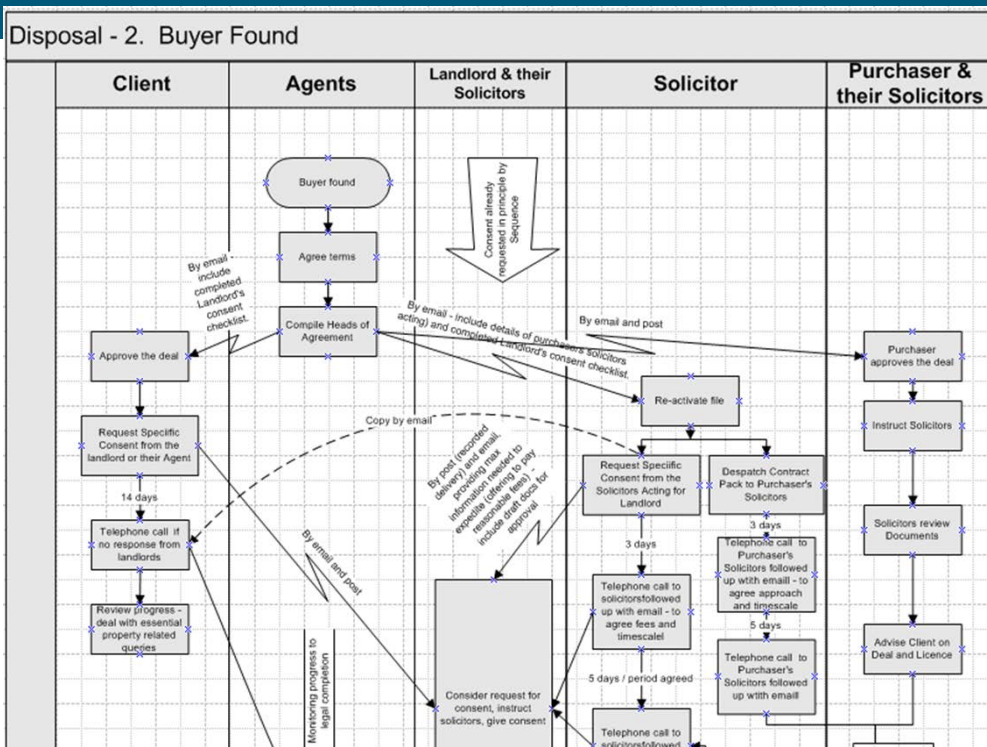 Disposal - 2.  Buyer Found
Client
Agents
Landlord & their
Solicitors
Solicitor
Purchaser &
their Solicitors
Buyer found
Consent already
requested in principle by
Sequence
Agree terms
By email -
include
completed
Landlord's
consent
checklist.
Compile Heads of
Agreement
By email - include details of purchasers solicitors
acting) and completed Landlord's consent checklist.
By email and post
Approve the deal
Purchaser
approves the deal
Re-activate file
Instruct Solicitors
Copy by email
Request Speciific
Consent from the
landlord or their Agent
By post (recorded
delivery) and email,
providing max
information needed to
expedite (offering to pay
reasonable fees) -
include draft docs for
approval
Request Speciific
Consent from the
Solicitors Acting for
Landlord
Despatch Contract
Pack to Purchaser's
Solicitors
14 days
3 days
3 days
Telephone call  if
no response from
landlords
Solicitors review
Documents
Telephone call  to
Purchaser's
Solicitors followed
up wtith emaill - to
agree approach
and timescale
By email and post
Telephone call to
solicitorsfollowed
up with email - to
agree fees and
timescalel
Review progress -
deal with essential
property related
queries
5 days
Advise Client on
Deal and Licence
Telephone call  to
Purchaser's
Solicitors followed
up wtith emaill
Monitoring progress to
legal completion
5 days / period agreed
Consider request for
consent, instruct
solicitors, give consent
Telephone call to
solicitorsfollowed